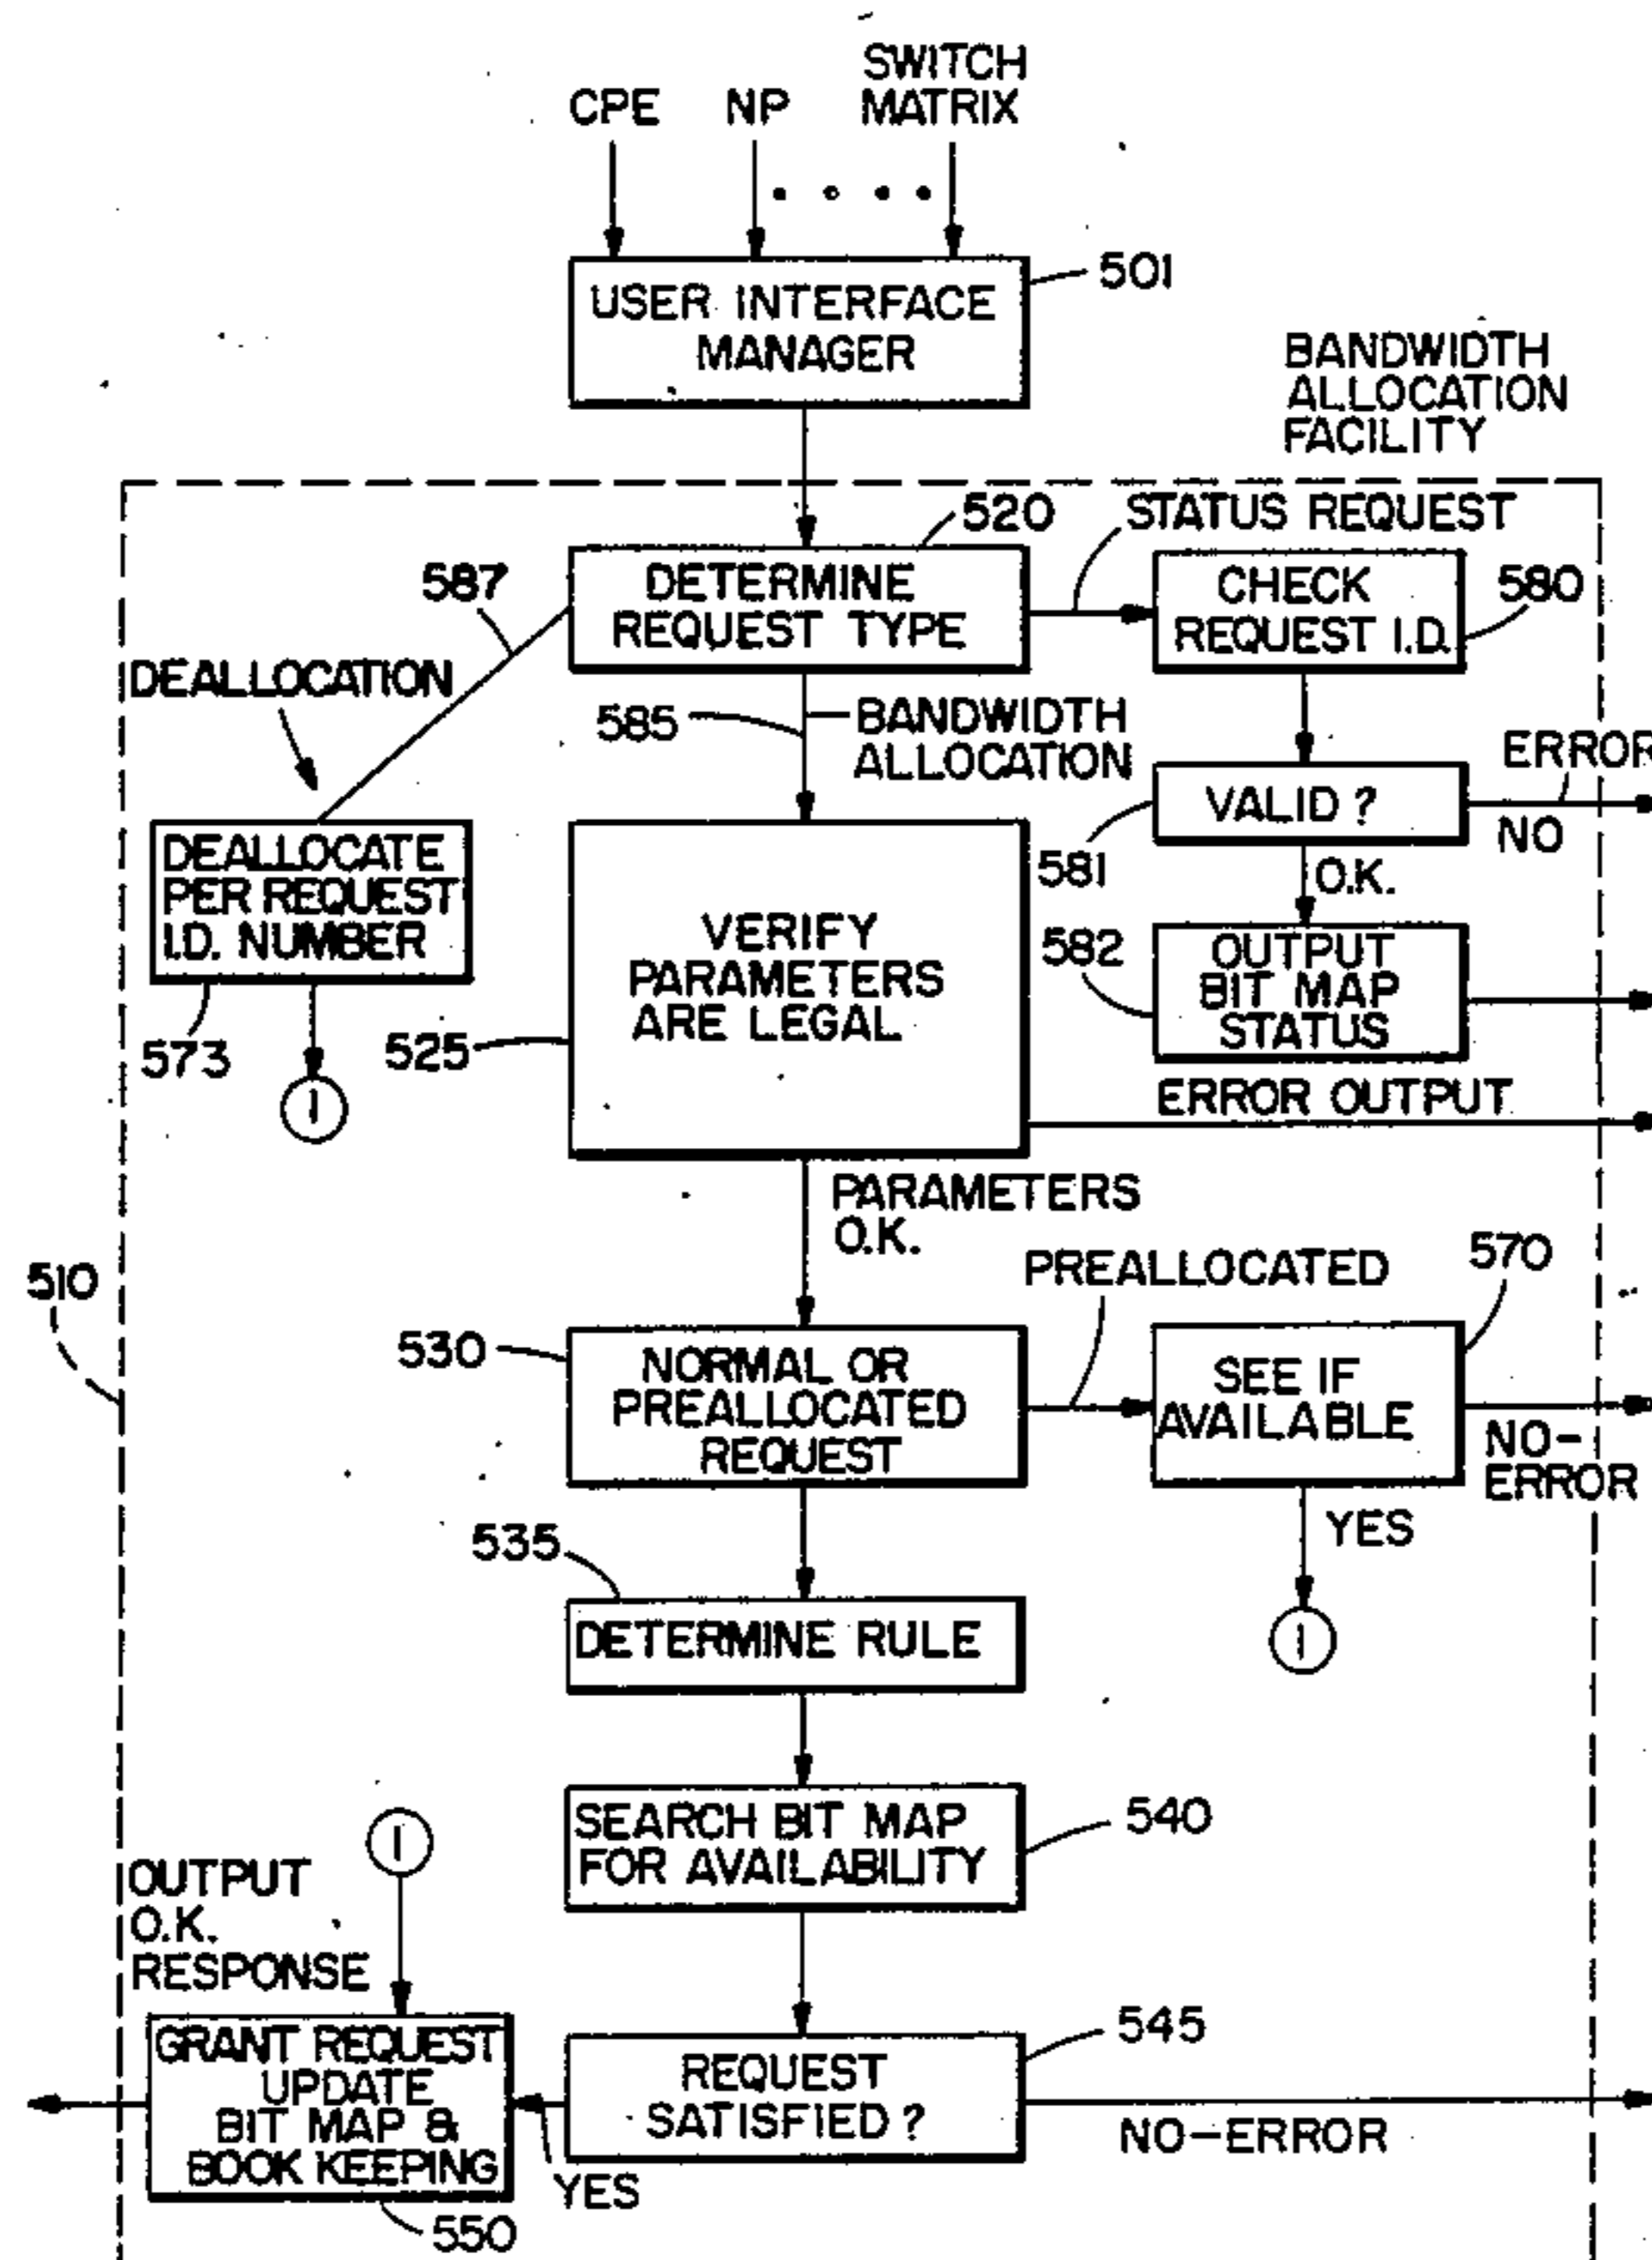 CPE NP SWITCH
MATRIX
USER INTERFACE
MANAGER
501
BANDWIDTH
ALLOCATION
FACILITY
520
STATUS REQUEST
587
DETERMINE
REQUEST TYPE
CHECK
REQUEST I.D.
580
DEALLOCATION
585
BANDWIDTH
ALLOCATION
ERROR
VALID ?
NO
581
O.K.
DEALLOCATE
PER REQUEST
I.D. NUMBER
573
VERIFY
PARAMETERS
ARE LEGAL
525
582
OUTPUT
BIT MAP
STATUS
ERROR OUTPUT
1
PARAMETERS
O.K.
510
PREALLOCATED
570
530
NORMAL OR
PREALLOCATED
REQUEST
SEE IF
AVAILABLE
NO-
ERROR
YES
535
DETERMINE RULE
1
SEARCH BIT MAP
FOR AVAILABILITY
540
1
OUTPUT
O.K.
RESPONSE
GRANT REQUEST
UPDATE
BIT MAP &
BOOK KEEPING
550
YES
REQUEST
SATISFIED ?
545
NO-ERROR